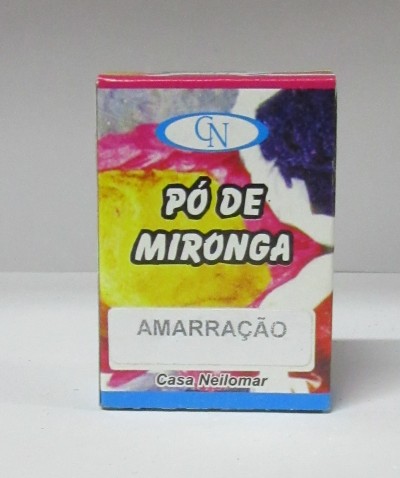 CN
PÓ DE
MIRONGA
AMARRAÇÃO
Casa Neilomar